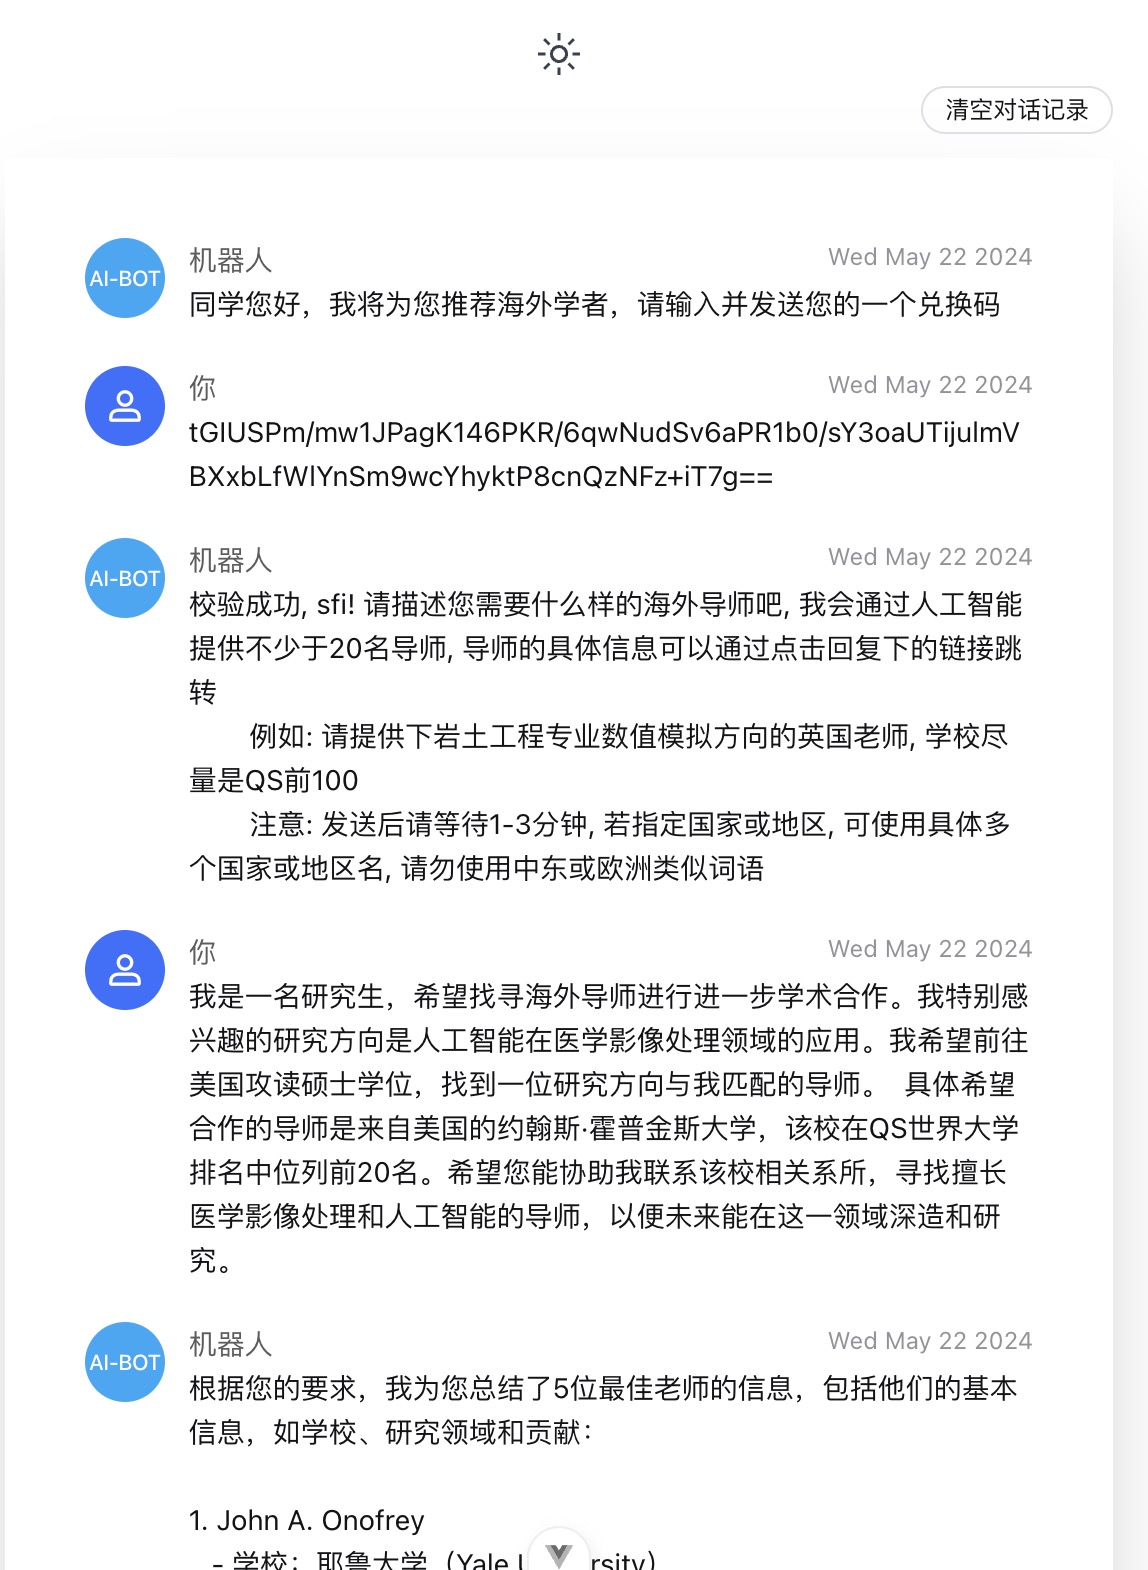 清空对话记录
AI-BOT
机器人
Wed May 22 2024
同学您好，我将为您推荐海外学者，请输入并发送您的一个兑换码
你
Wed May 22 2024
tGIUSPm/mw1JPagK146PKR/6qwNudSv6aPR1b0/sY3oaUTijulmV
BXxbLfWlYnSm9wcYhyktP8cnQzNFz+iT7g==
AI-BOT
机器人
Wed May 22 2024
校验成功, sfi! 请描述您需要什么样的海外导师吧, 我会通过人工智能
提供不少于20名导师, 导师的具体信息可以通过点击回复下的链接跳
转
例如: 请提供下岩土工程专业数值模拟方向的英国老师, 学校尽
量是QS前100
注意: 发送后请等待1-3分钟, 若指定国家或地区, 可使用具体多
个国家或地区名, 请勿使用中东或欧洲类似词语
你
Wed May 22 2024
我是一名研究生，希望找寻海外导师进行进一步学术合作。我特别感
兴趣的研究方向是人工智能在医学影像处理领域的应用。我希望前往
美国攻读硕士学位，找到一位研究方向与我匹配的导师。 具体希望
合作的导师是来自美国的约翰斯·霍普金斯大学，该校在QS世界大学
排名中位列前20名。希望您能协助我联系该校相关系所，寻找擅长
医学影像处理和人工智能的导师，以便未来能在这一领域深造和研
究。
AI-BOT
机器人
Wed May 22 2024
根据您的要求，我为您总结了5位最佳老师的信息，包括他们的基本
信息，如学校、研究领域和贡献：
1. John A. Onofrey
- 学校：耶鲁大学（Yale U rsity）